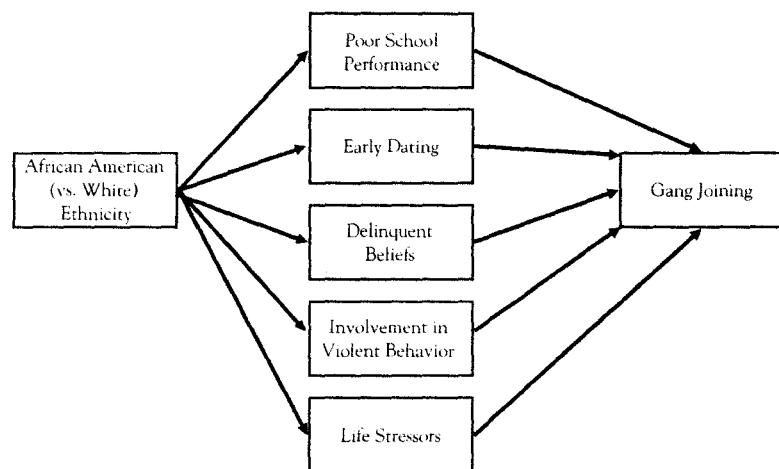 Poor School
Performance
Early Dating
African American
(vs. White)
Ethnicity
Gang Joining
Delinquent
Beliefs
Involvement in
Violent Behavior
Life Stressors